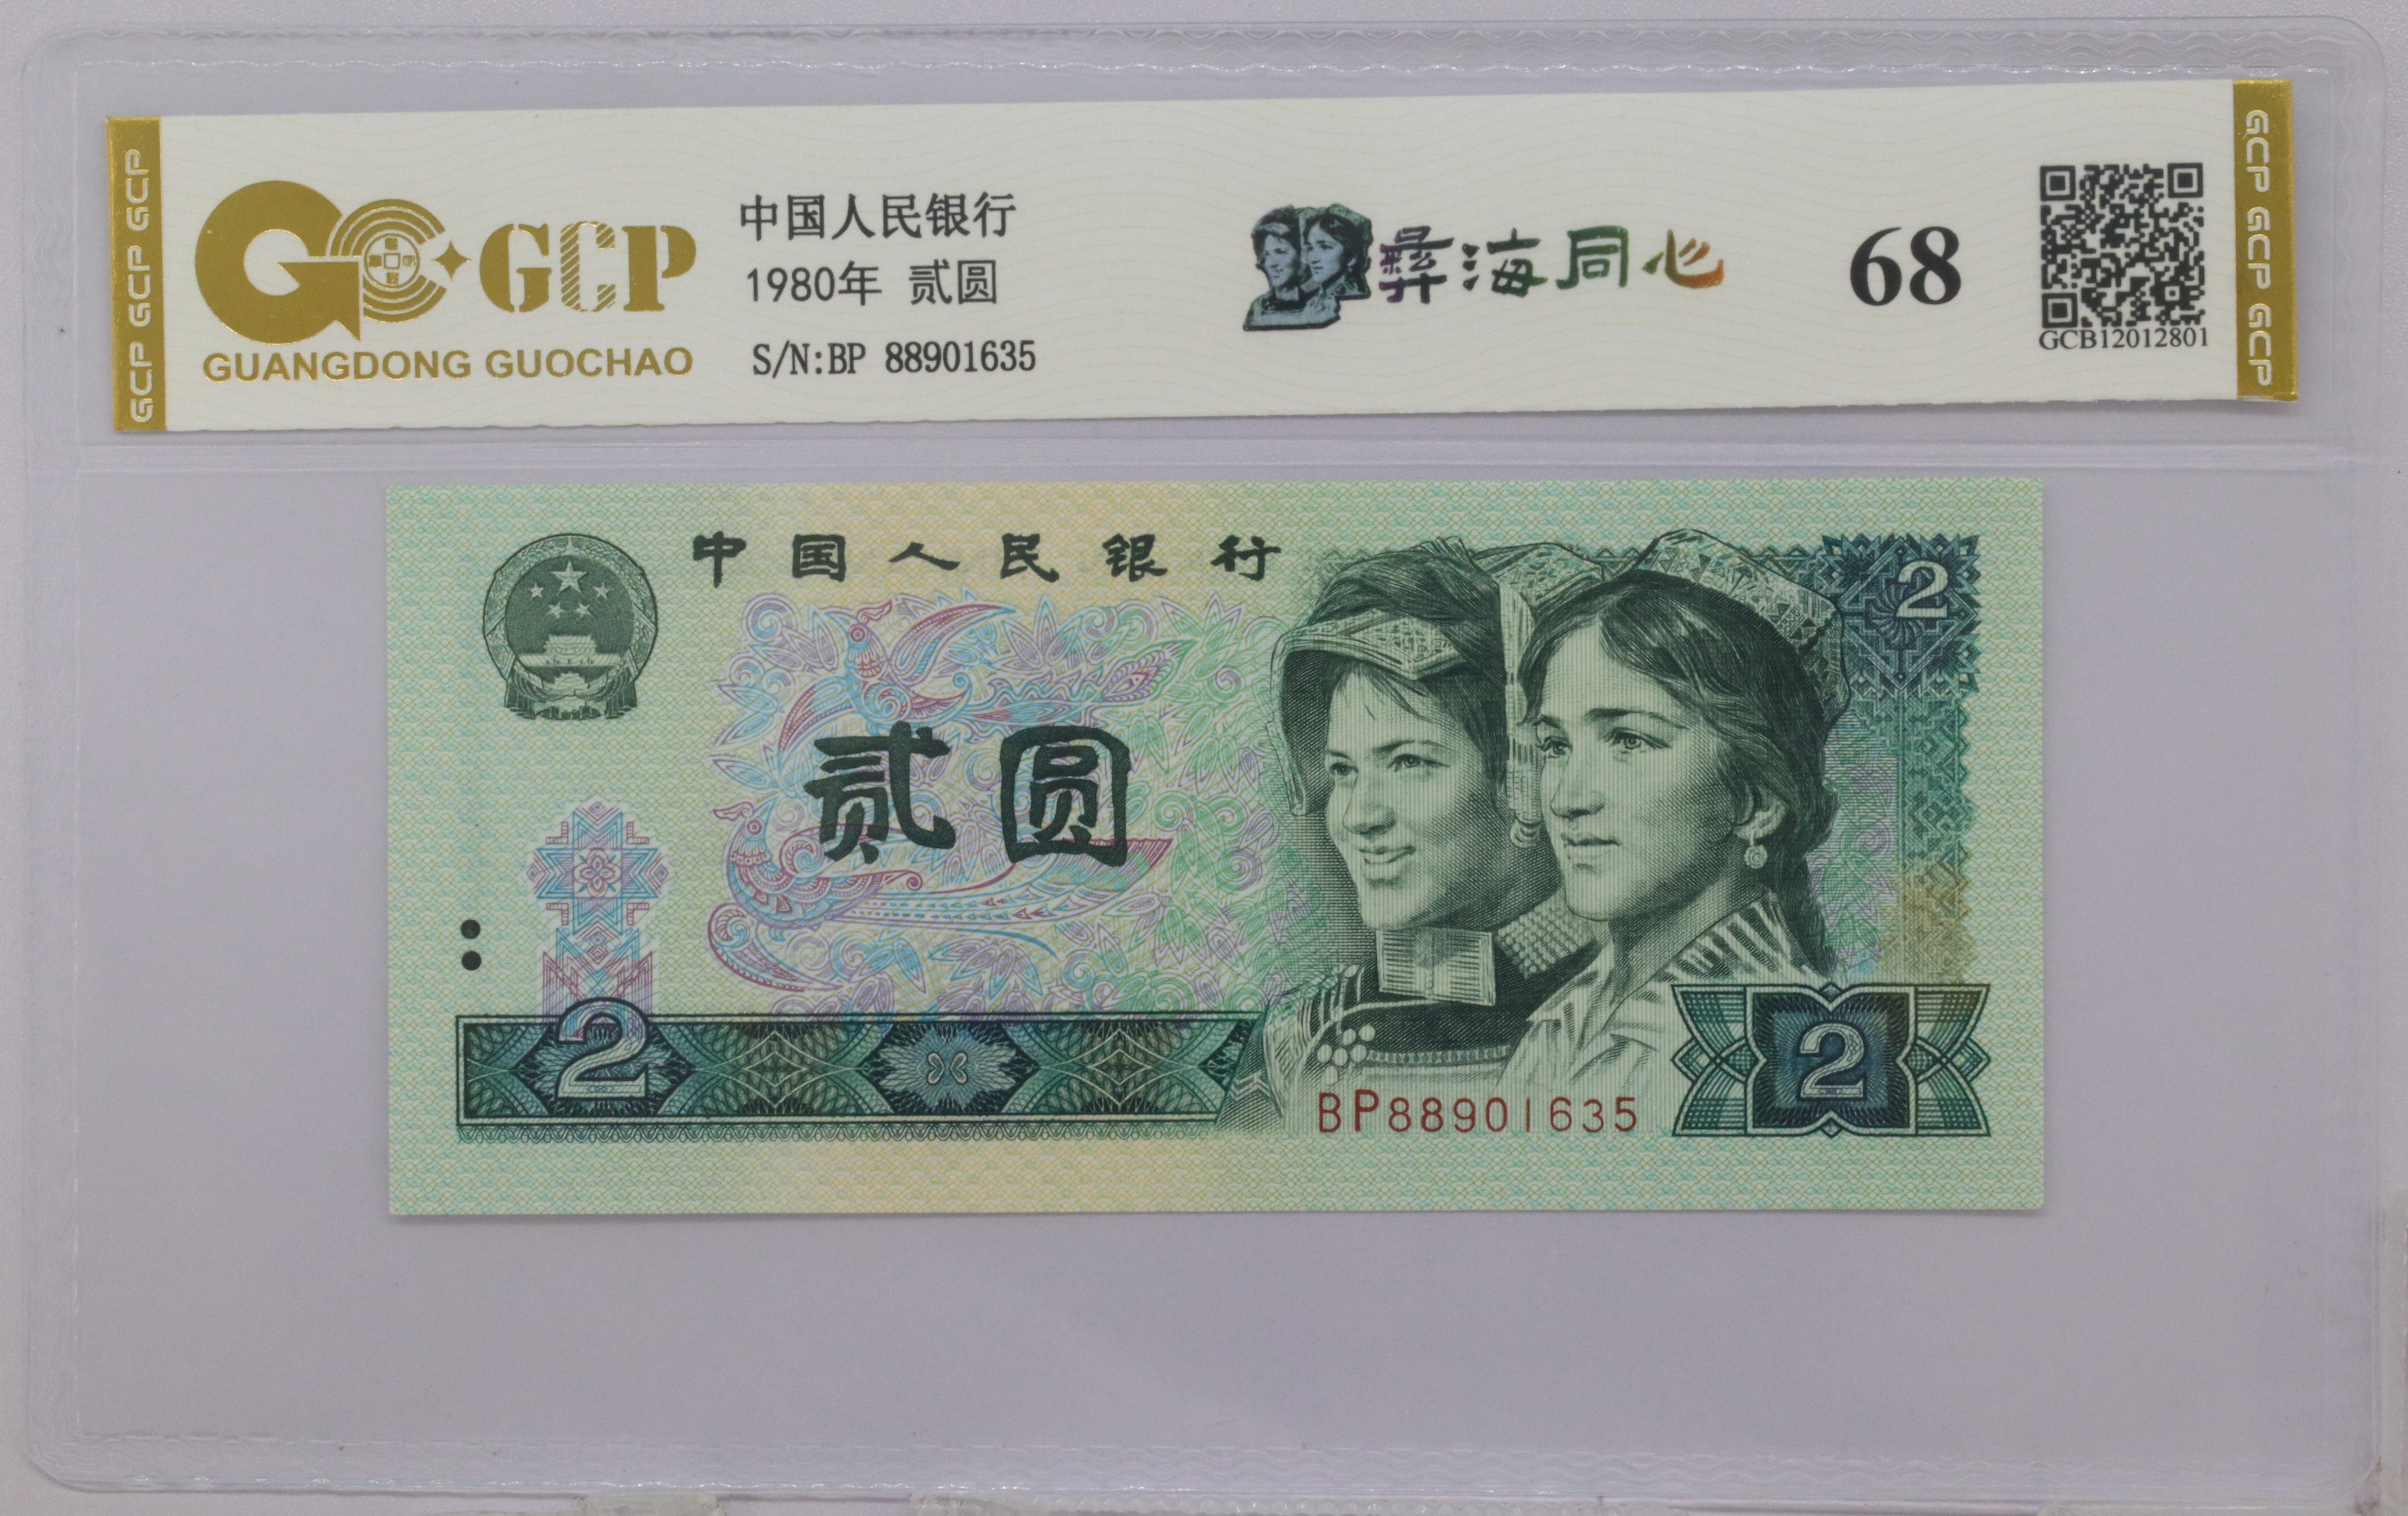 GCP GCP GCP
GCP
GUANGDONG GUOCHAO
中国人民银行
1980年 贰圆
S/N:BP 88901635
彝海同心
68
GCB12012801
GCP GCP GCP
中国人民银行
2
贰圆
2
BP88901635
2